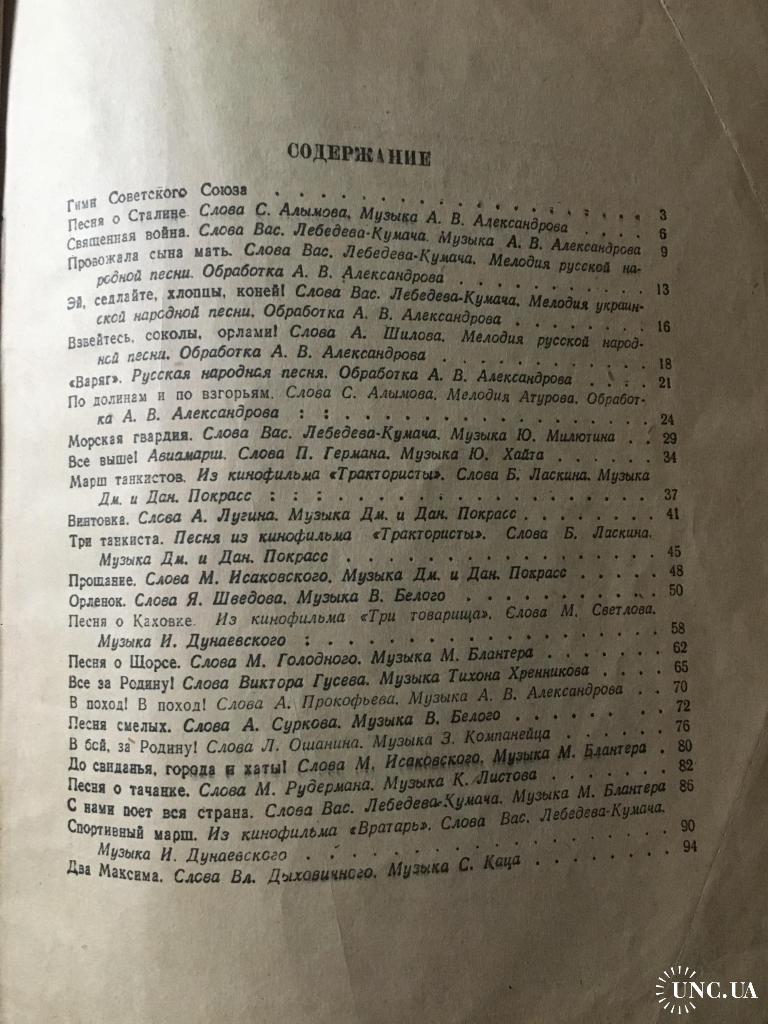 СОДЕРЖАНИЕ
Гимн Советского Союза . . . . . . . . . . . . . . . . 3
Песня о Сталине. Слова С. Алымова, Музыка А. В. Александрова . . . . 6
Священная война. Слова Вас. Лебедева-Кумача. Музыка А. В. Александрова 9
Провожала сына мать. Слова Вас. Лебедева-Кумача. Мелодия русской на-
родной песни. Обработка А. В. Александрова . . . . . . . . . 13
Эй, седлайте, хлопцы, коней! Слова Вас. Лебедева-Кумача, Мелодия украин-
ской народной песни. Обработка А. В. Александрова . . . . . . 16
Взвейтесь, соколы, орлами! Слова А. Шилова. Мелодия русской народ-
ной песни. Обработка А. В. Александрова . . . . . . . . . . 18
«Варяг». Русская народная песня. Обработка А. В. Александрова . . . . 21
По долинам и по взгорьям. Слова С. Алымова, Мелодия Атурова. Обработ-
ка А. В. Александрова : : . . . . . . . . . . . . . . 24
Морская гвардия. Слова Вас. Лебедева-Кумача. Музыка Ю. Милютина . . 29
Все выше! Авиамарш. Слова П. Германа. Музыка Ю. Хайта . . . . . 34
Марш танкистов. Из кинофильма «Трактористы». Слова Б. Ласкина. Музыка
Дм. и Дан. Покрасс : : : . . . . . . . . . . . . . . 37
Винтовка. Слова А. Лугина. Музыка Дм. и Дан. Покрасс . . . . . . . 41
Три танкиста. Песня из кинофильма «Трактористы». Слова Б. Ласкина.
Музыка Дм. и Дан. Покрасс . . . . . . . . . . . . . . 45
Прощание. Слова М. Исаковского. Музыка Дм. и Дан. Покрасс . . . . . 48
Орленок. Слова Я. Шведова. Музыка В. Белого . . . . . . . . . . 50
Песня о Каховке. Из кинофильма «Три товарища». Слова М. Светлова.
Музыка И. Дунаевского : . . . . . . . . . . . . . . . 58
Песня о Щорсе. Слова М. Голодного. Музыка М. Блантера . . . . . . 62
Все за Родину! Слова Виктора Гусева. Музыка Тихона Хренникова . . . 65
В поход! В поход! Слова А. Прокофьева. Музыка А. В. Александрова . . 70
Песня смелых. Слова А. Суркова. Музыка В. Белого . . . . . . . . 72
В бой, за Родину! Слова Л. Ошанина. Музыка З. Компанейца . . . . . 76
До свиданья, города и хаты! Слова М. Исаковского. Музыка М. Блантера . 80
Песня о тачанке. Слова М. Рудермана. Музыка К. Листова . . . . . . 82
С нами поет вся страна. Слова Вас. Лебедева-Кумача. Музыка М. Блантера 86
Спортивный марш. Из кинофильма «Вратарь». Слова Вас. Лебедева-Кумача.
Музыка И. Дунаевского . . . . . . . . . . . . . . . . 90
Два Максима. Слова Вл. Дыховичного. Музыка С. Каца . . . . . . . 94
UNC.UA